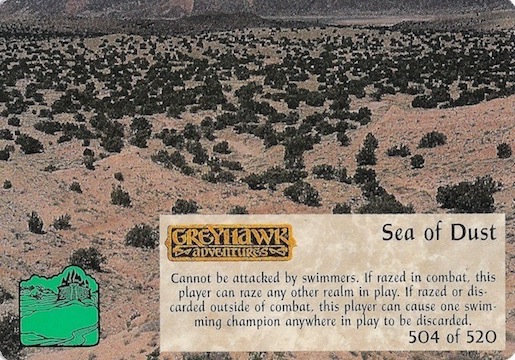 GREYHAWK
ADVENTURES
Sea of Dust
Cannot be attacked by swimmers. If razed in combat, this
player can raze any other realm in play. If razed or dis-
carded outside of combat, this player can cause one swim-
ming champion anywhere in play to be discarded.
504 of 520